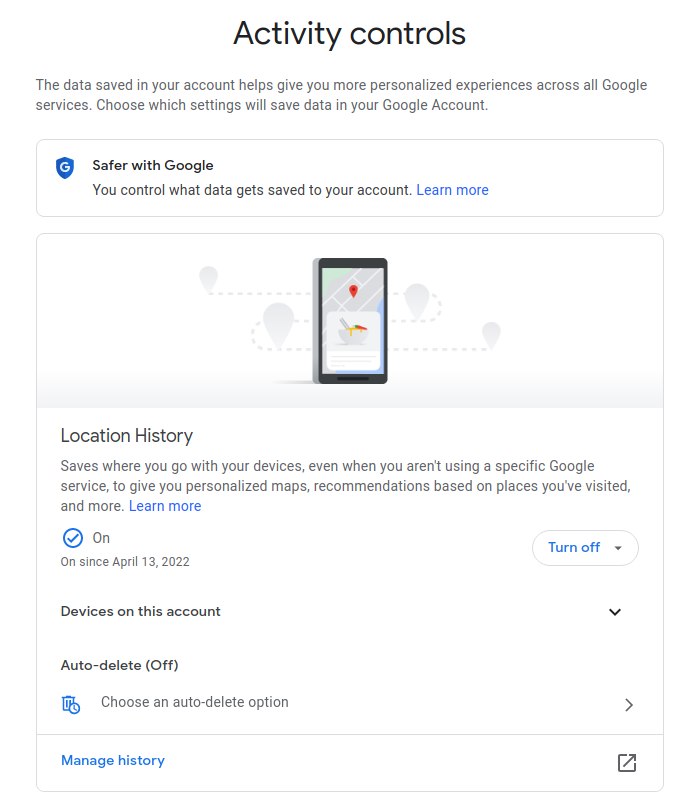 Activity controls
The data saved in your account helps give you more personalized experiences across all Google
services. Choose which settings will save data in your Google Account.
G
Safer with Google
You control what data gets saved to your account. Learn more
Location History
Saves where you go with your devices, even when you aren't using a specific Google
service, to give you personalized maps, recommendations based on places you've visited,
and more. Learn more
On
On since April 13, 2022
Turn off
Devices on this account
Auto-delete (Off)
Choose an auto-delete option
Manage history